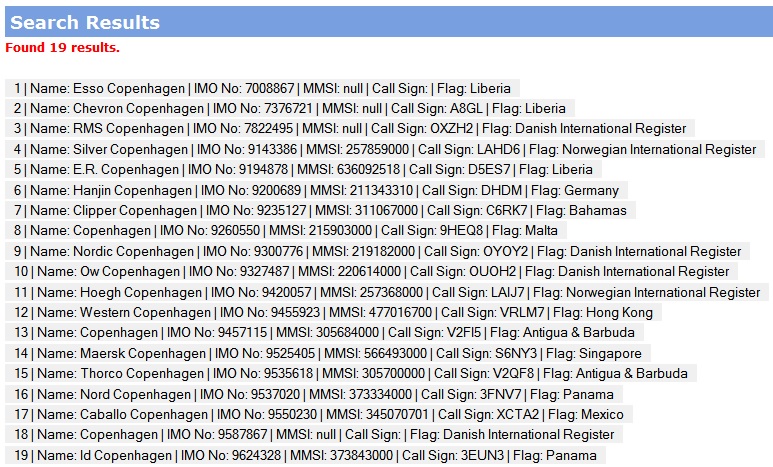 Search Results
Found 19 results.
1 | Name: Esso Copenhagen | IMO No: 7008867 | MMSI: null | Call Sign: | Flag: Liberia
2 | Name: Chevron Copenhagen | IMO No: 7376721 | MMSI: null | Call Sign: A8GL | Flag: Liberia
3 | Name: RMS Copenhagen | IMO No: 7822495 | MMSI: null | Call Sign: OXZH2 | Flag: Danish International Register
4 | Name: Silver Copenhagen | IMO No: 9143386 | MMSI: 257859000 | Call Sign: LAHD6 | Flag: Norwegian International Register
5 | Name: E.R. Copenhagen | IMO No: 9194878 | MMSI: 636092518 | Call Sign: D5ES7 | Flag: Liberia
6 | Name: Hanjin Copenhagen | IMO No: 9200689 | MMSI: 211343310 | Call Sign: DHDM | Flag: Germany
7 | Name: Clipper Copenhagen | IMO No: 9235127 | MMSI: 311067000 | Call Sign: C6RK7 | Flag: Bahamas
8 | Name: Copenhagen | IMO No: 9260550 | MMSI: 215903000 | Call Sign: 9HEQ8 | Flag: Malta
9 | Name: Nordic Copenhagen | IMO No: 9300776 | MMSI: 219182000 | Call Sign: OYOY2 | Flag: Danish International Register
10 | Name: Ow Copenhagen | IMO No: 9327487 | MMSI: 220614000 | Call Sign: OUOH2 | Flag: Danish International Register
11 | Name: Hoegh Copenhagen | IMO No: 9420057 | MMSI: 257368000 | Call Sign: LAIJ7 | Flag: Norwegian International Register
12 | Name: Western Copenhagen | IMO No: 9455923 | MMSI: 477016700 | Call Sign: VRLM7 | Flag: Hong Kong
13 | Name: Copenhagen | IMO No: 9457115 | MMSI: 305684000 | Call Sign: V2FI5 | Flag: Antigua & Barbuda
14 | Name: Maersk Copenhagen | IMO No: 9525405 | MMSI: 566493000 | Call Sign: S6NY3 | Flag: Singapore
15 | Name: Thorco Copenhagen | IMO No: 9535618 | MMSI: 305700000 | Call Sign: V2QF8 | Flag: Antigua & Barbuda
16 | Name: Nord Copenhagen | IMO No: 9537020 | MMSI: 373334000 | Call Sign: 3FNV7 | Flag: Panama
17 | Name: Caballo Copenhagen | IMO No: 9550230 | MMSI: 345070701 | Call Sign: XCTA2 | Flag: Mexico
18 | Name: Copenhagen | IMO No: 9587867 | MMSI: null | Call Sign: | Flag: Danish International Register
19 | Name: Id Copenhagen | IMO No: 9624328 | MMSI: 373843000 | Call Sign: 3EUN3 | Flag: Panama